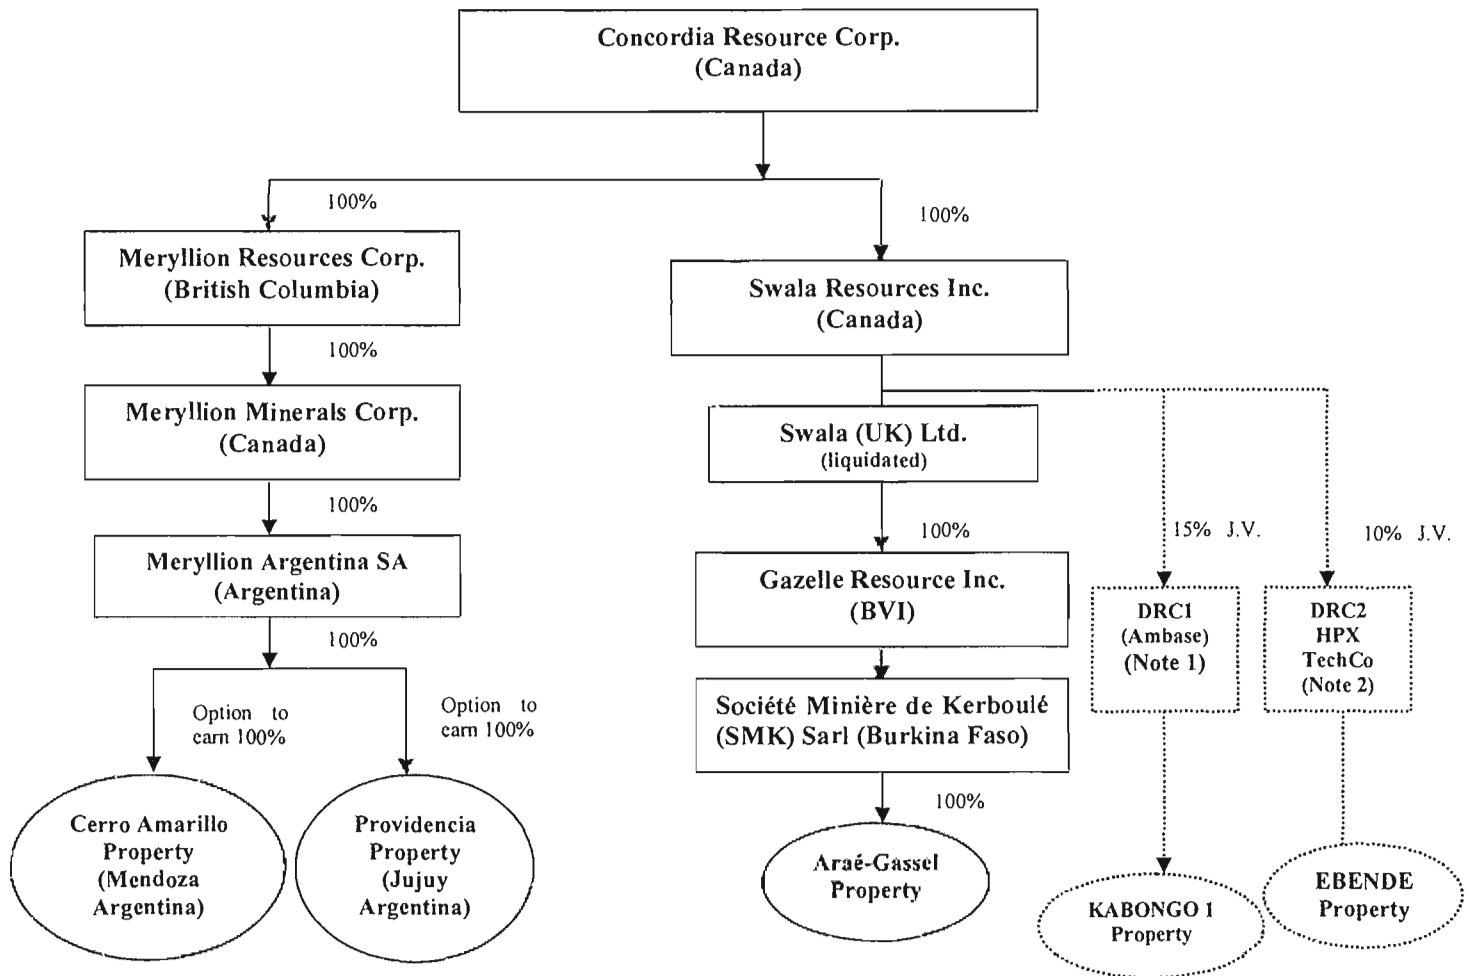 Concordia Resource Corp.
(Canada)
100%
100%
Meryllion Resources Corp.
(British Columbia)
Swala Resources Inc.
(Canada)
100%
Meryllion Minerals Corp.
(Canada)
Swala (UK) Ltd.
(liquidated)
100%
100%
15% J.V.
10% J.V.
Meryllion Argentina SA
(Argentina)
Gazelle Resource Inc.
(BVI)
DRC1
(Ambase)
(Note 1)
DRC2
HPX
TechCo
(Note 2)
100%
Société Minière de Kerboulé
(SMK) Sarl (Burkina Faso)
Option to
earn 100%
Option to
earn 100%
100%
Cerro Amarillo
Property
(Mendoza
Argentina)
Providencia
Property
(Jujuy
Argentina)
Araé-Gassel
Property
KABONGO 1
Property
EBENDE
Property